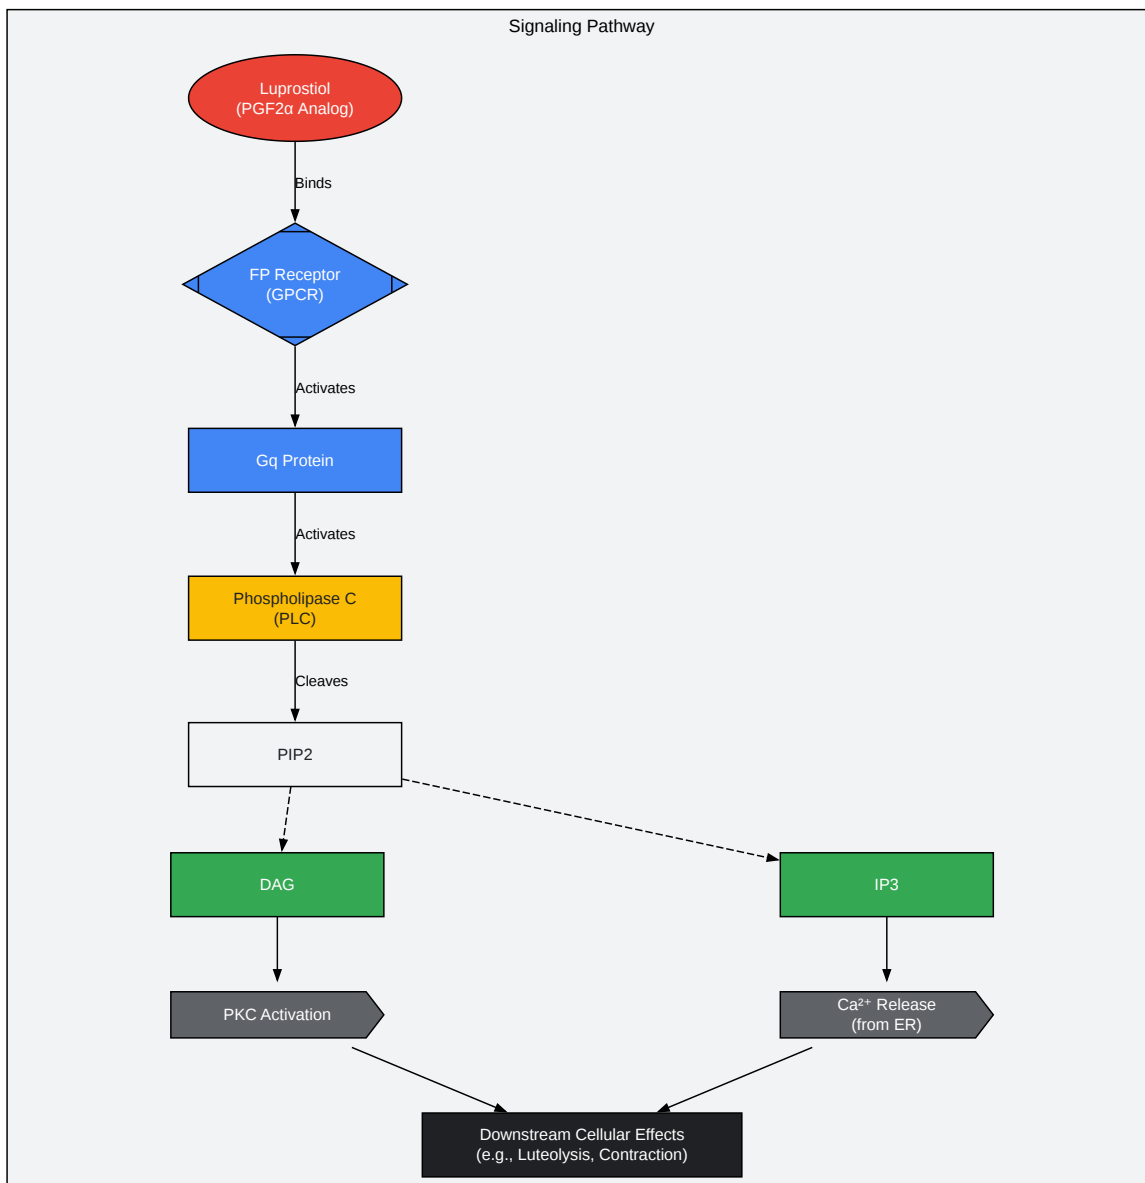 Signaling Pathway
Luprostiol
(PGF2α Analog)
Binds
FP Receptor
(GPCR)
Activates
Gq Protein
Activates
Phospholipase C
(PLC)
Cleaves
PIP2
DAG
IP3
PKC Activation
Ca²⁺ Release
(from ER)
Downstream Cellular Effects
(e.g., Luteolysis, Contraction)